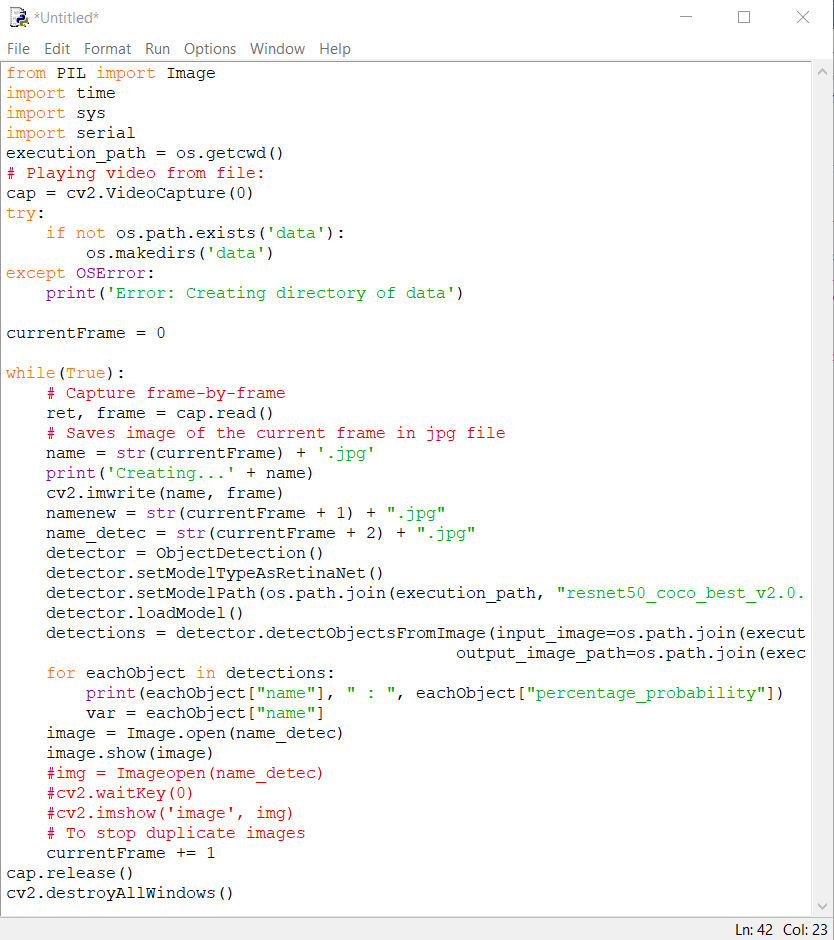 *Untitled*
File Edit Format Run Options Window Help
from PIL import Image
import time
import sys
import serial
execution_path = os.getcwd()
# Playing video from file:
cap = cv2.VideoCapture(0)
try:
    if not os.path.exists('data'):
        os.makedirs('data')
except OSError:
    print('Error: Creating directory of data')
currentFrame = 0
while(True):
    # Capture frame-by-frame
    ret, frame = cap.read()
    # Saves image of the current frame in jpg file
    name = str(currentFrame) + '.jpg'
    print('Creating...' + name)
    cv2.imwrite(name, frame)
    namenew = str(currentFrame + 1) + ".jpg"
    name_detec = str(currentFrame + 2) + ".jpg"
    detector = ObjectDetection()
    detector.setModelTypeAsRetinaNet()
    detector.setModelPath(os.path.join(execution_path, "resnet50_coco_best_v2.0.
    detector.loadModel()
    detections = detector.detectObjectsFromImage(input_image=os.path.join(execut
                                             output_image_path=os.path.join(exec
    for eachObject in detections:
        print(eachObject["name"], " : ", eachObject["percentage_probability"])
        var = eachObject["name"]
    image = Image.open(name_detec)
    image.show(image)
    #img = Imageopen(name_detec)
    #cv2.waitKey(0)
    #cv2.imshow('image', img)
    # To stop duplicate images
    currentFrame += 1
cap.release()
cv2.destroyAllWindows()
Ln: 42 Col: 23